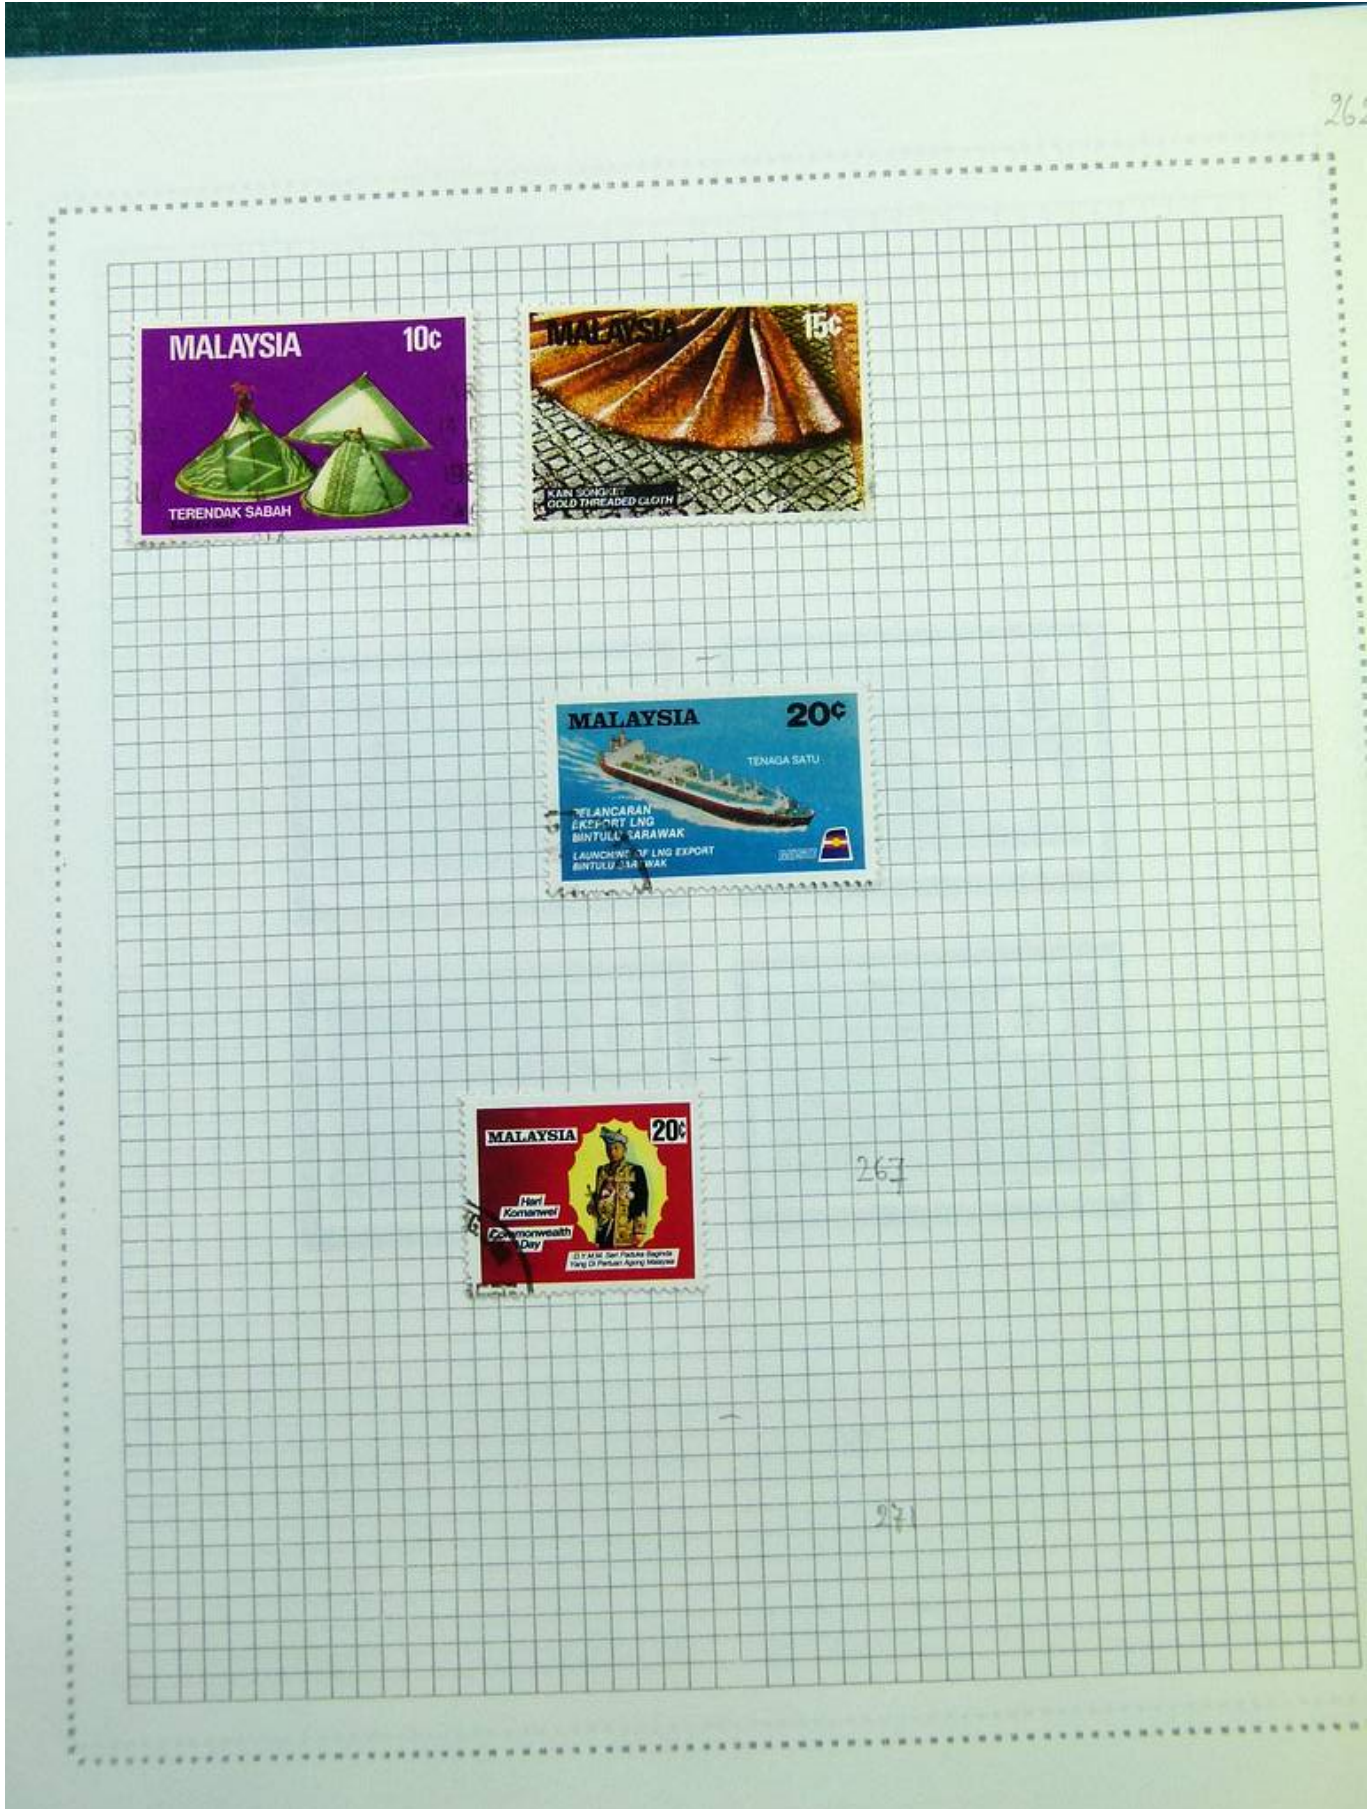 MALAYSIA 10¢
TERENDAK SABAH
MALAYSIA 15¢
KAIN SONGKET
GOLD THREADED CLOTH
MALAYSIA 20¢
TENAGA SATU
PELANCARAN
EKSPORT LNG
BINTULU SARAWAK
LAUNCHING OF LNG EXPORT
BINTULU SARAWAK
MALAYSIA 20¢
Hari
Komanwel
Commonwealth
Day
D.Y.M.M. Seri Paduka Baginda
Yang Di Pertuan Agong Malaysia
267
271